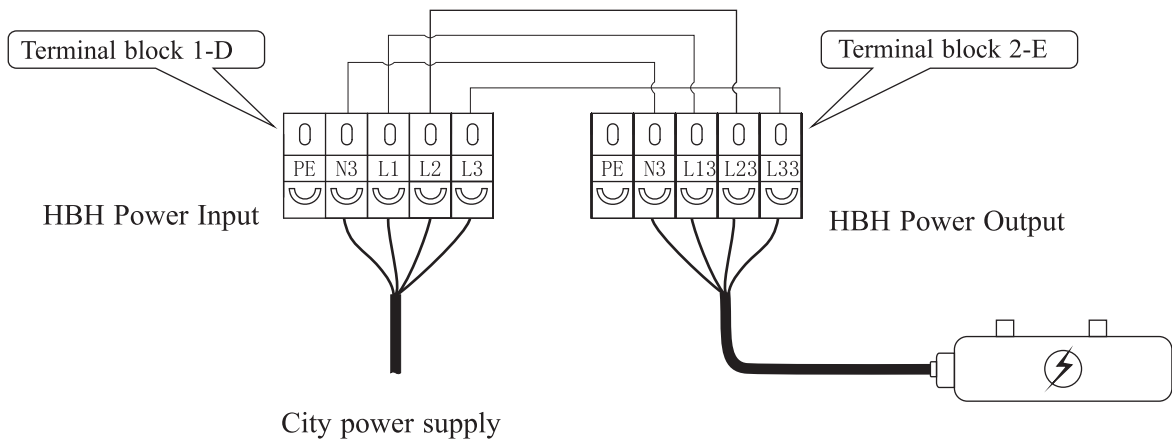 Terminal block 1-D
Terminal block 2-E
PE N3 L1 L2 L3
PE N3 L13 L23 L33
HBH Power Input
HBH Power Output
City power supply